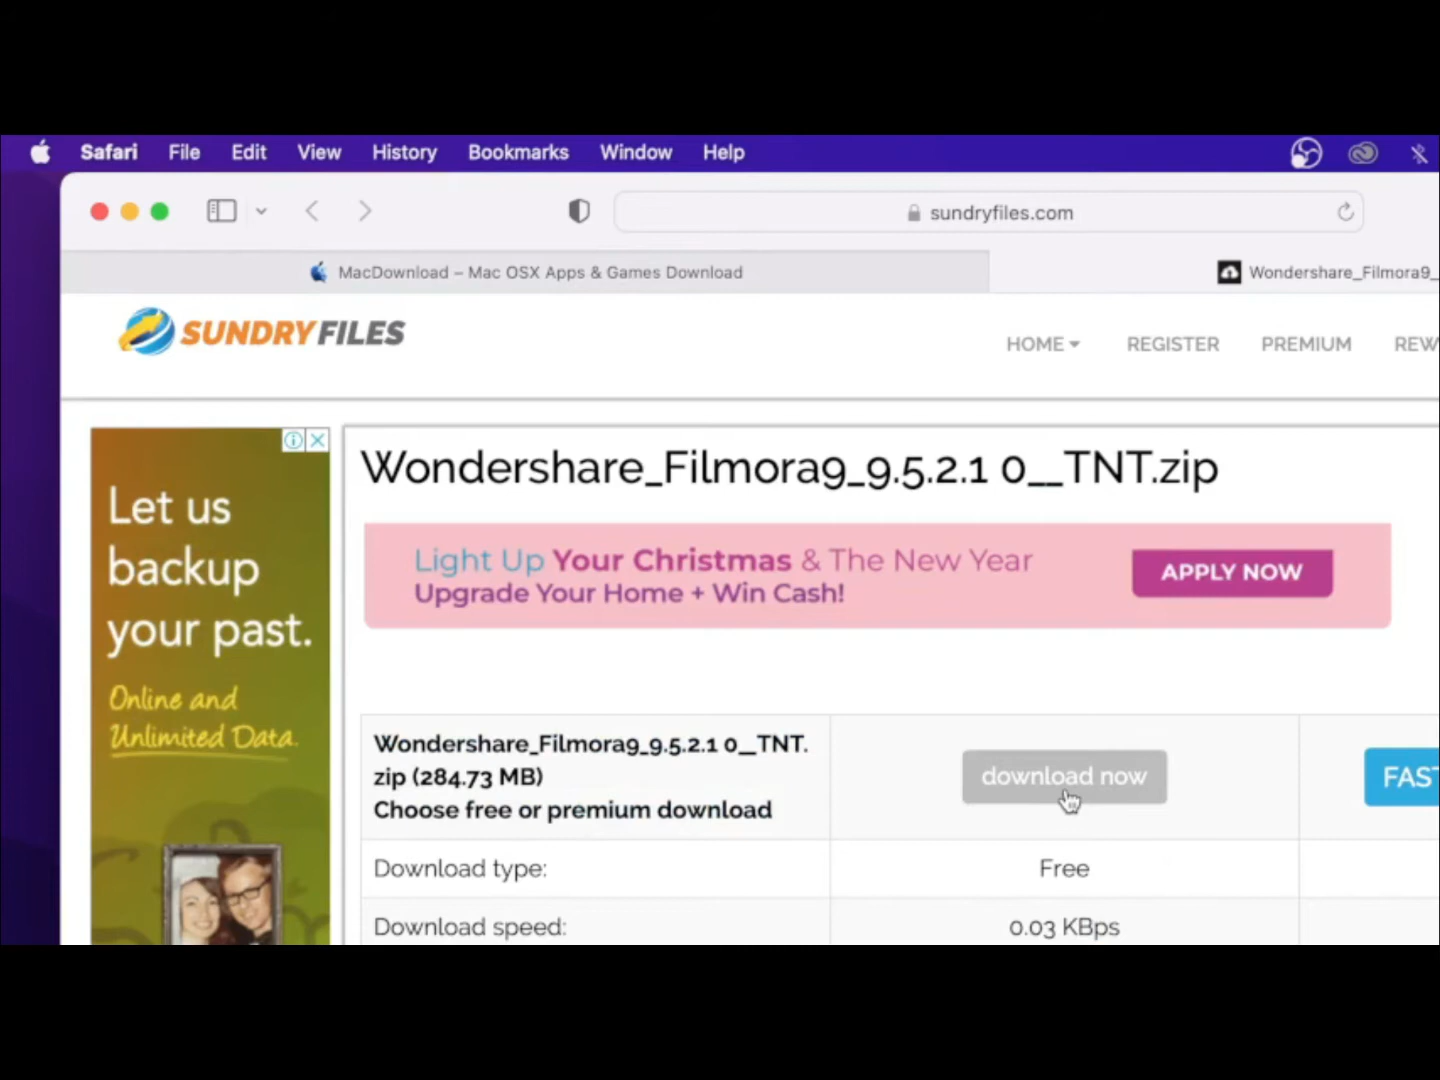 Safari File Edit View History Bookmarks Window Help
sundryfiles.com
MacDownload – Mac OSX Apps & Games Download
Wondershare_Filmora9_
SUNDRYFILES
HOME REGISTER PREMIUM REW
Let us
backup
your past.
Online and
Unlimited Data.
Wondershare_Filmora9_9.5.2.1 0__TNT.zip
Light Up Your Christmas & The New Year
Upgrade Your Home + Win Cash!
APPLY NOW
Wondershare_Filmora9_9.5.2.1 0__TNT.
zip (284.73 MB)
Choose free or premium download
download now
FAST
Download type:
Free
Download speed:
0.03 KBps